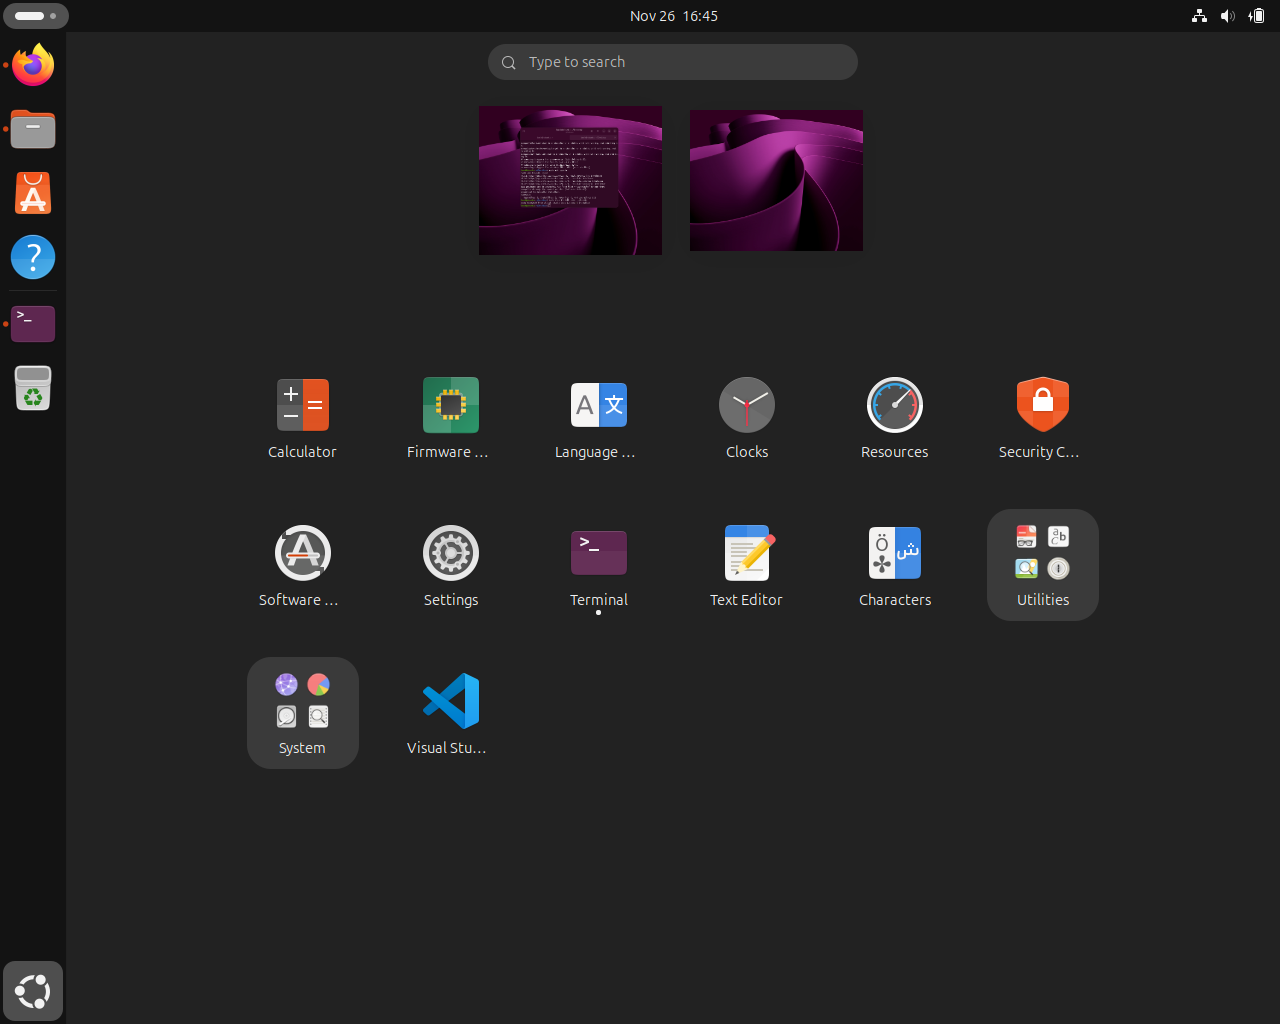 Nov 26 16:45
Type to search
Calculator
Firmware ...
Language ...
Clocks
Resources
Security C...
Software ...
Settings
Terminal
Text Editor
Characters
Utilities
System
Visual Stu...